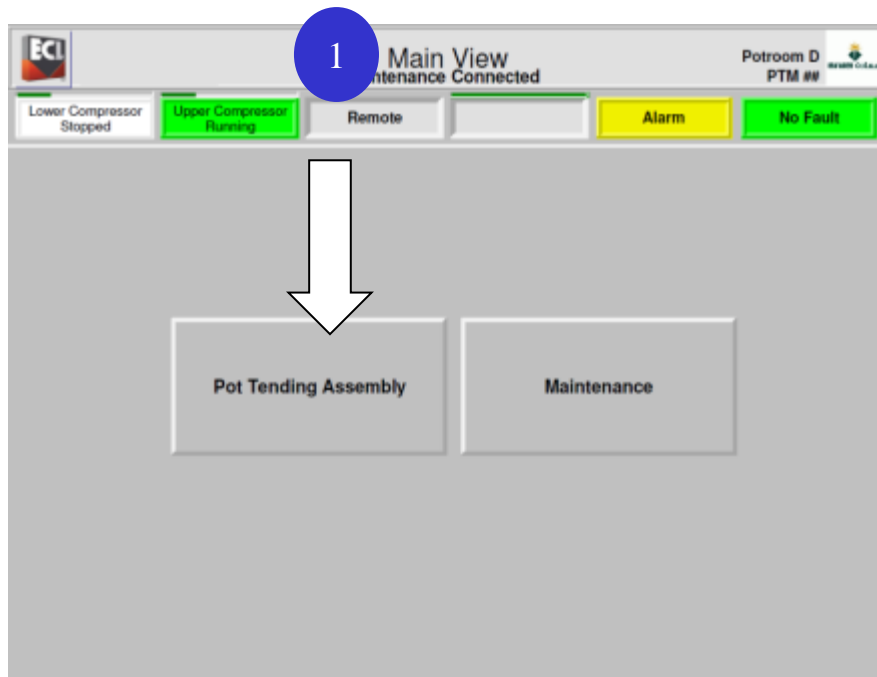 ECL
1
Main View
ntenance Connected
Potroom D
PTM ##
Lower Compressor
Stopped
Upper Compressor
Running
Remote
Alarm
No Fault
Pot Tending Assembly
Maintenance